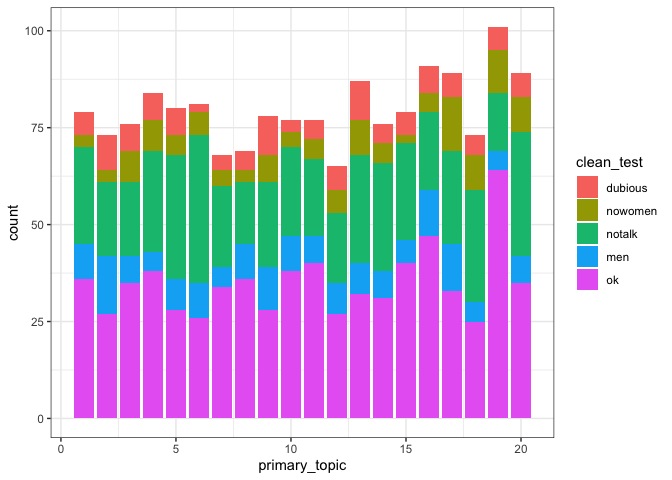 100
75
50
25
0
count
0 5 10 15 20
primary_topic
clean_test
dubious
nowomen
notalk
men
ok